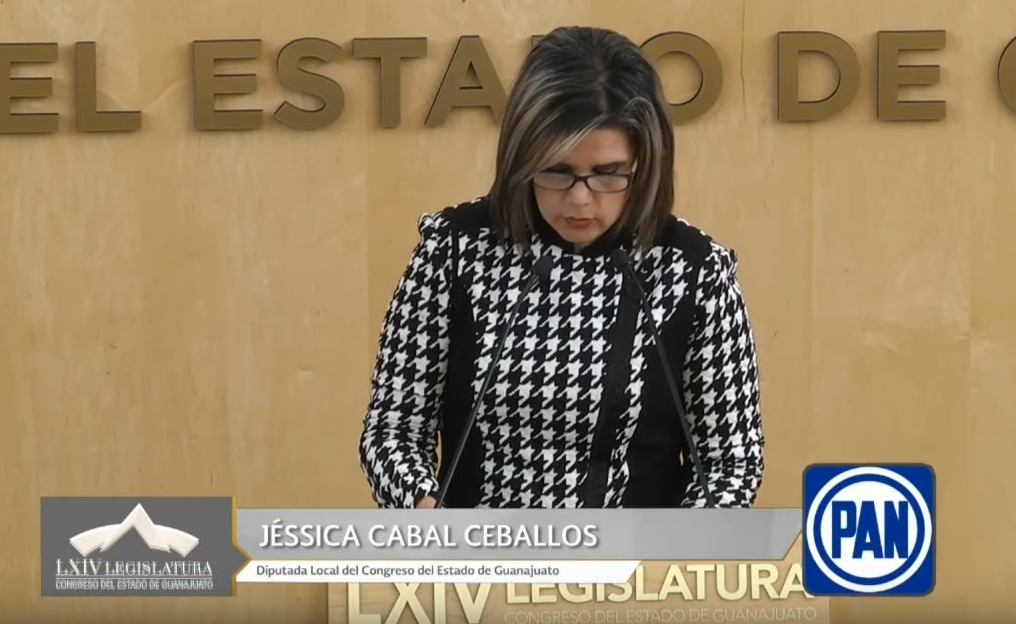 EL ESTADO DE
JÉSSICA CABAL CEBALLOS
Diputada Local del Congreso del Estado de Guanajuato
PAN
LXIV LEGISLATURA
CONGRESO DEL ESTADO DE GUANAJUATO
LXIV LEGISLATURA
CONGRESO DEL ESTADO DE GUANAJUATO